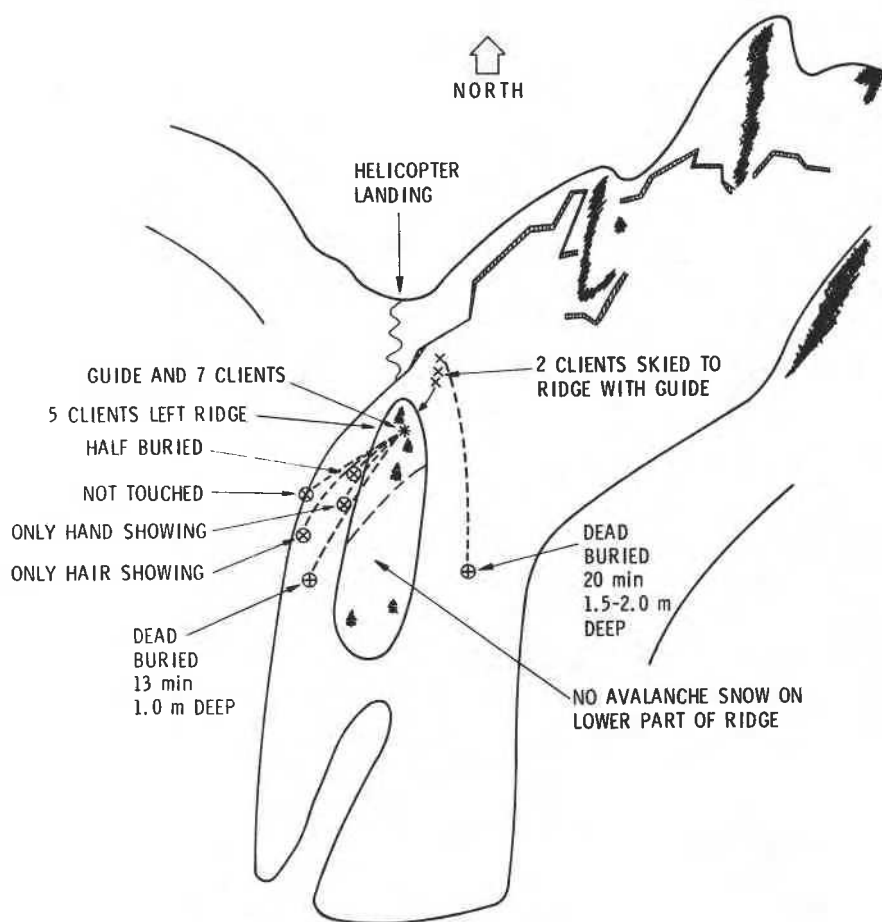 NORTH
HELICOPTER
LANDING
GUIDE AND 7 CLIENTS
2 CLIENTS SKIED TO
RIDGE WITH GUIDE
5 CLIENTS LEFT RIDGE
HALF BURIED
NOT TOUCHED
ONLY HAND SHOWING
ONLY HAIR SHOWING
DEAD
BURIED
20 min
1.5-2.0 m
DEEP
DEAD
BURIED
13 min
1.0 m DEEP
NO AVALANCHE SNOW ON
LOWER PART OF RIDGE